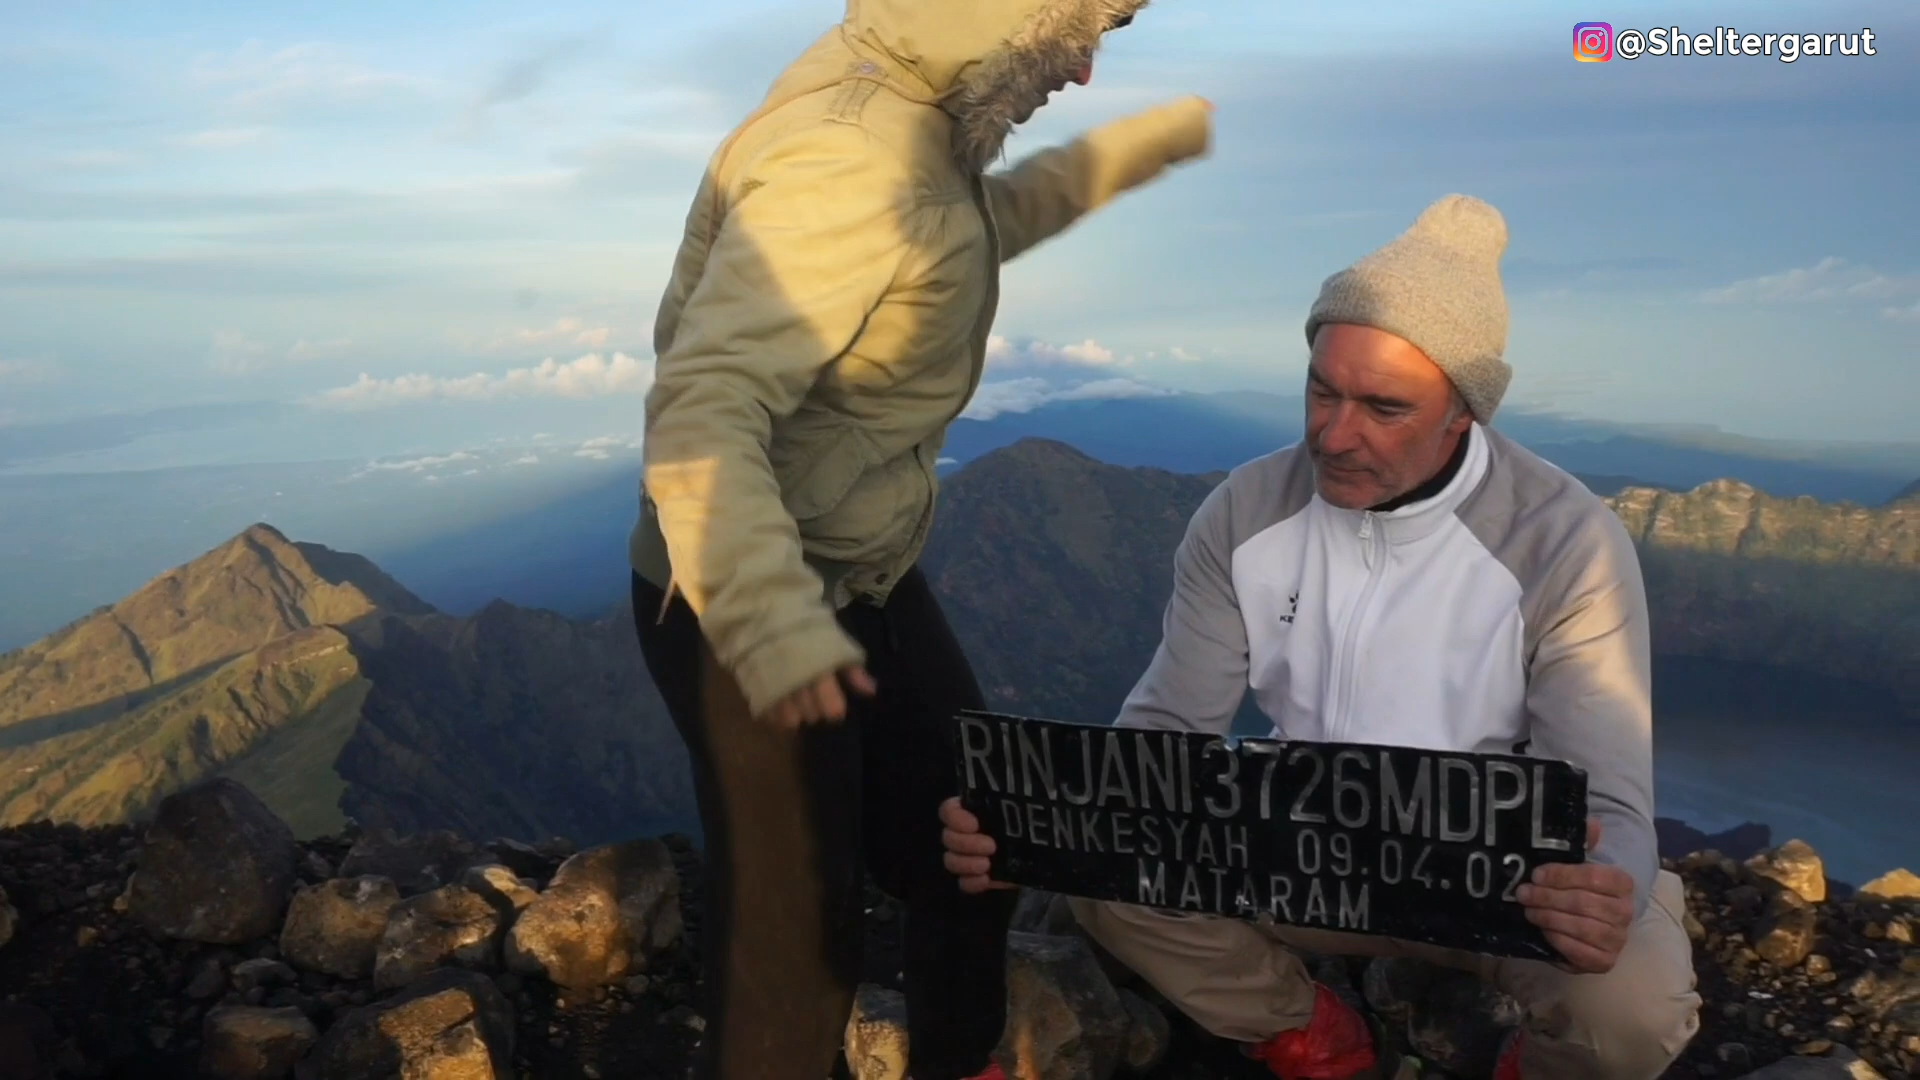 @Sheltergarut
RINJANI 3726 MDPL
DENKESYAH 09.04.02
MATARAM